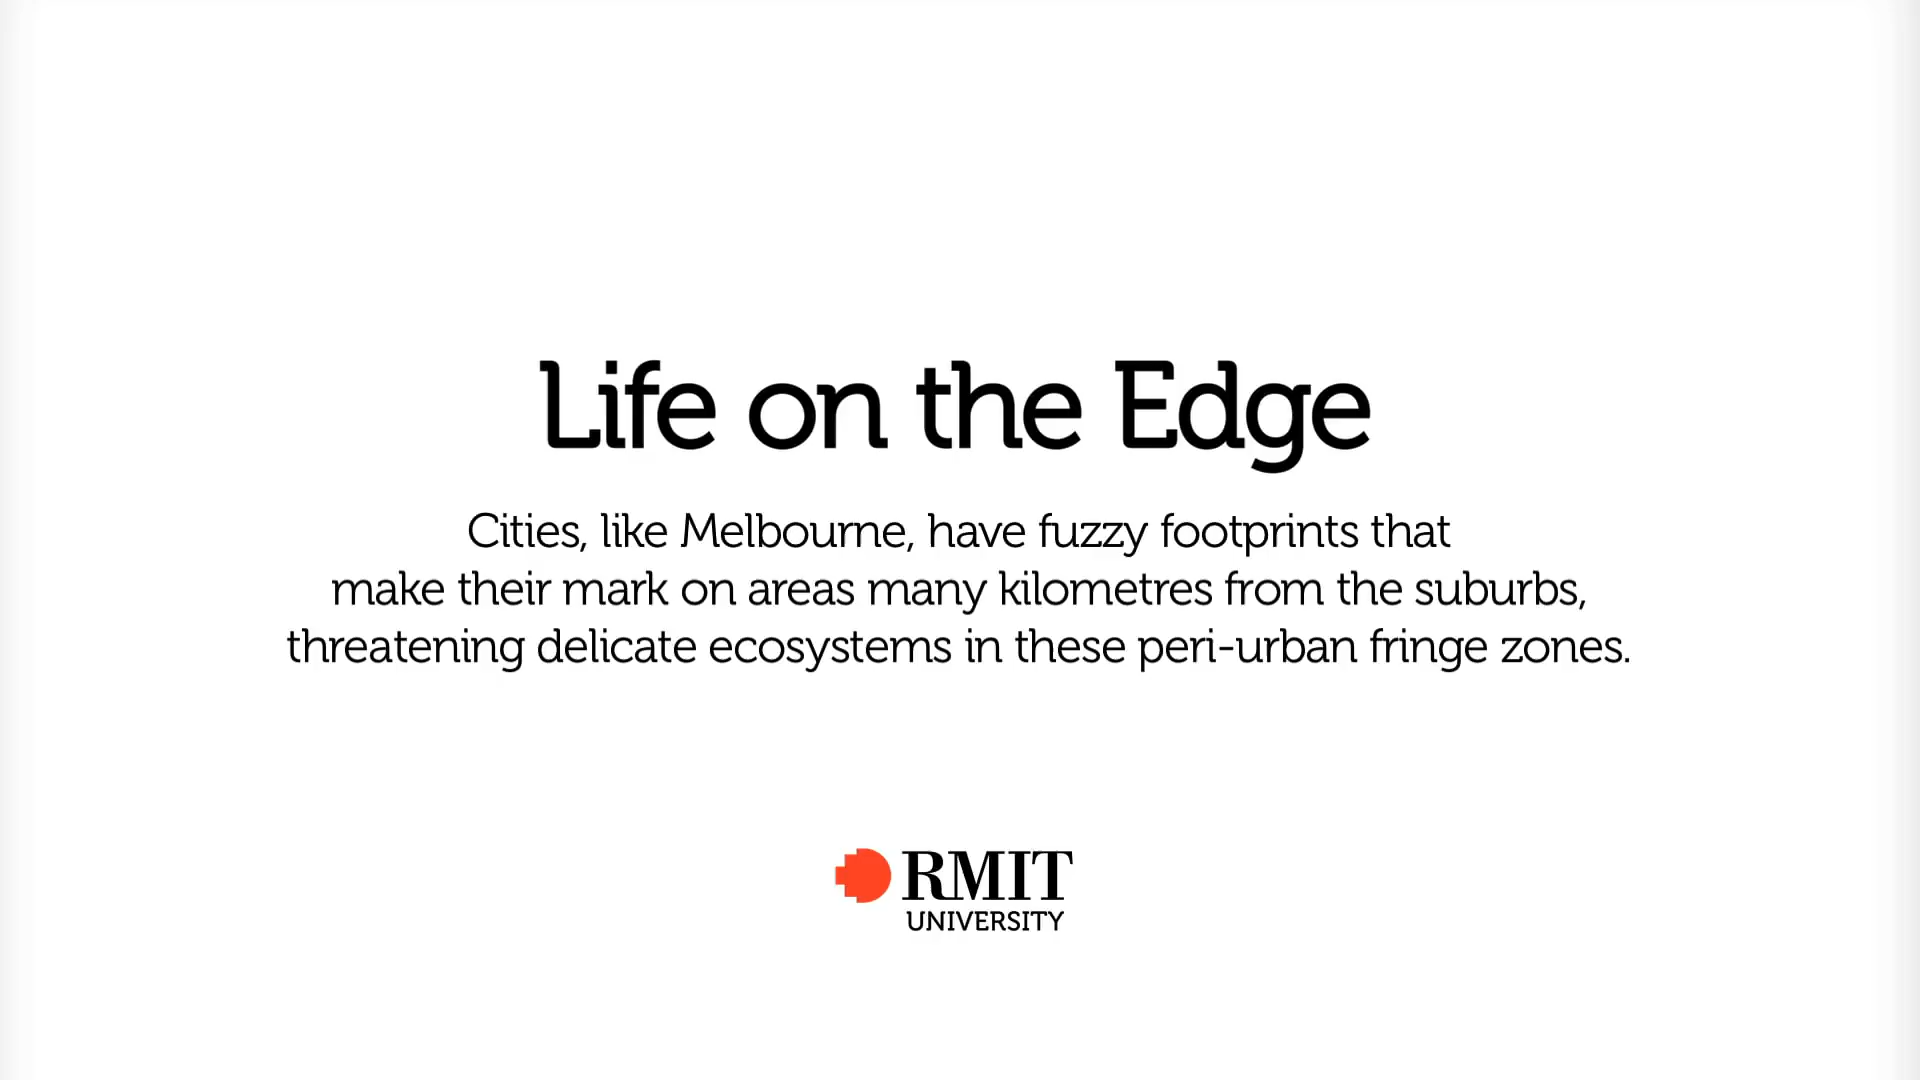 Life on the Edge
Cities, like Melbourne, have fuzzy footprints that
make their mark on areas many kilometres from the suburbs,
threatening delicate ecosystems in these peri-urban fringe zones.
RMIT
UNIVERSITY